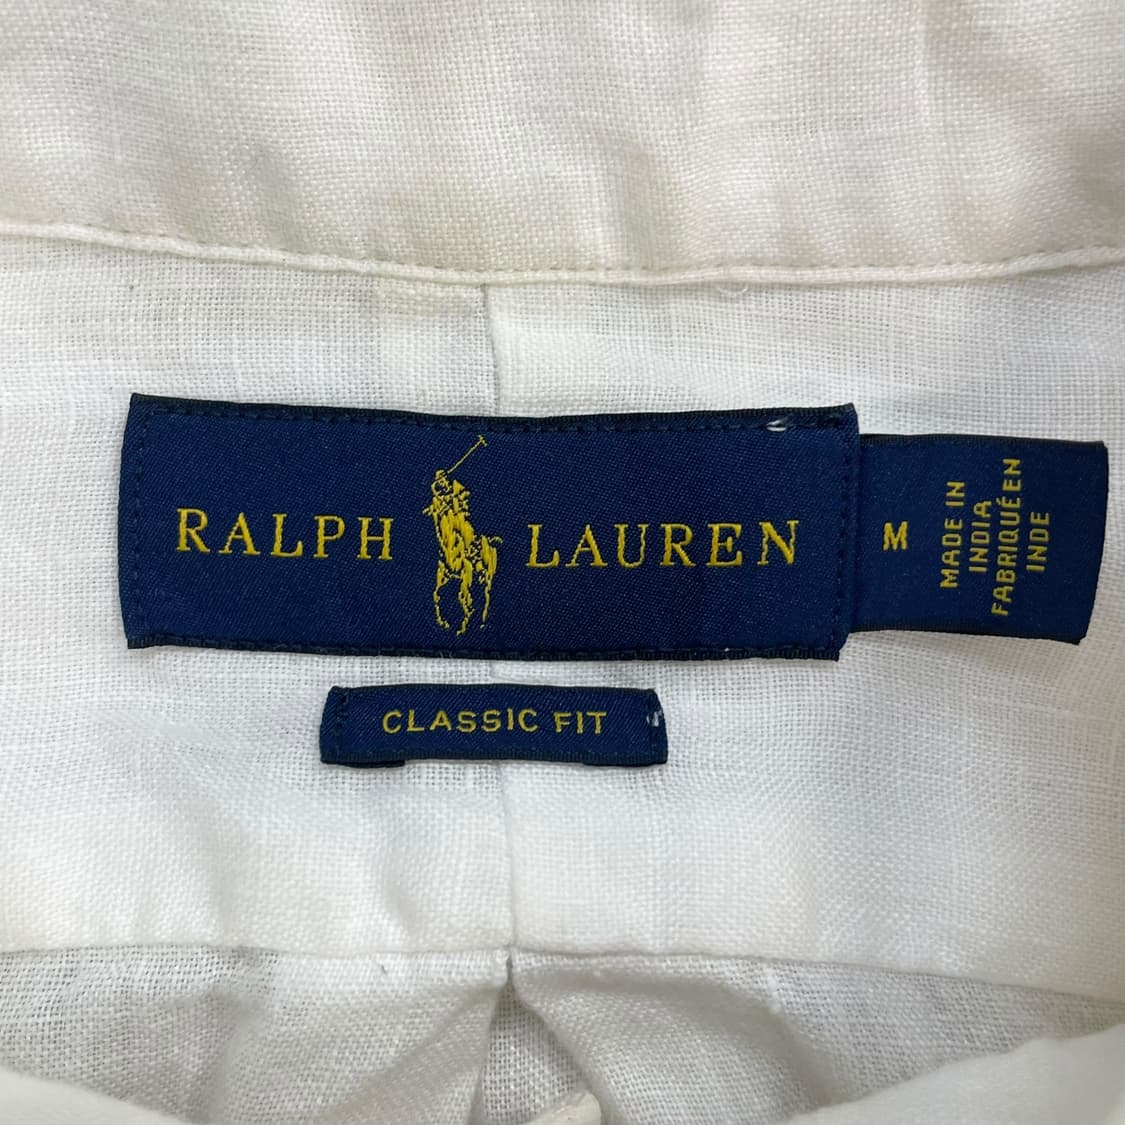 RALPH LAUREN
M
MADE IN
INDIA
FABRIQUÉ EN
INDE
CLASSIC FIT